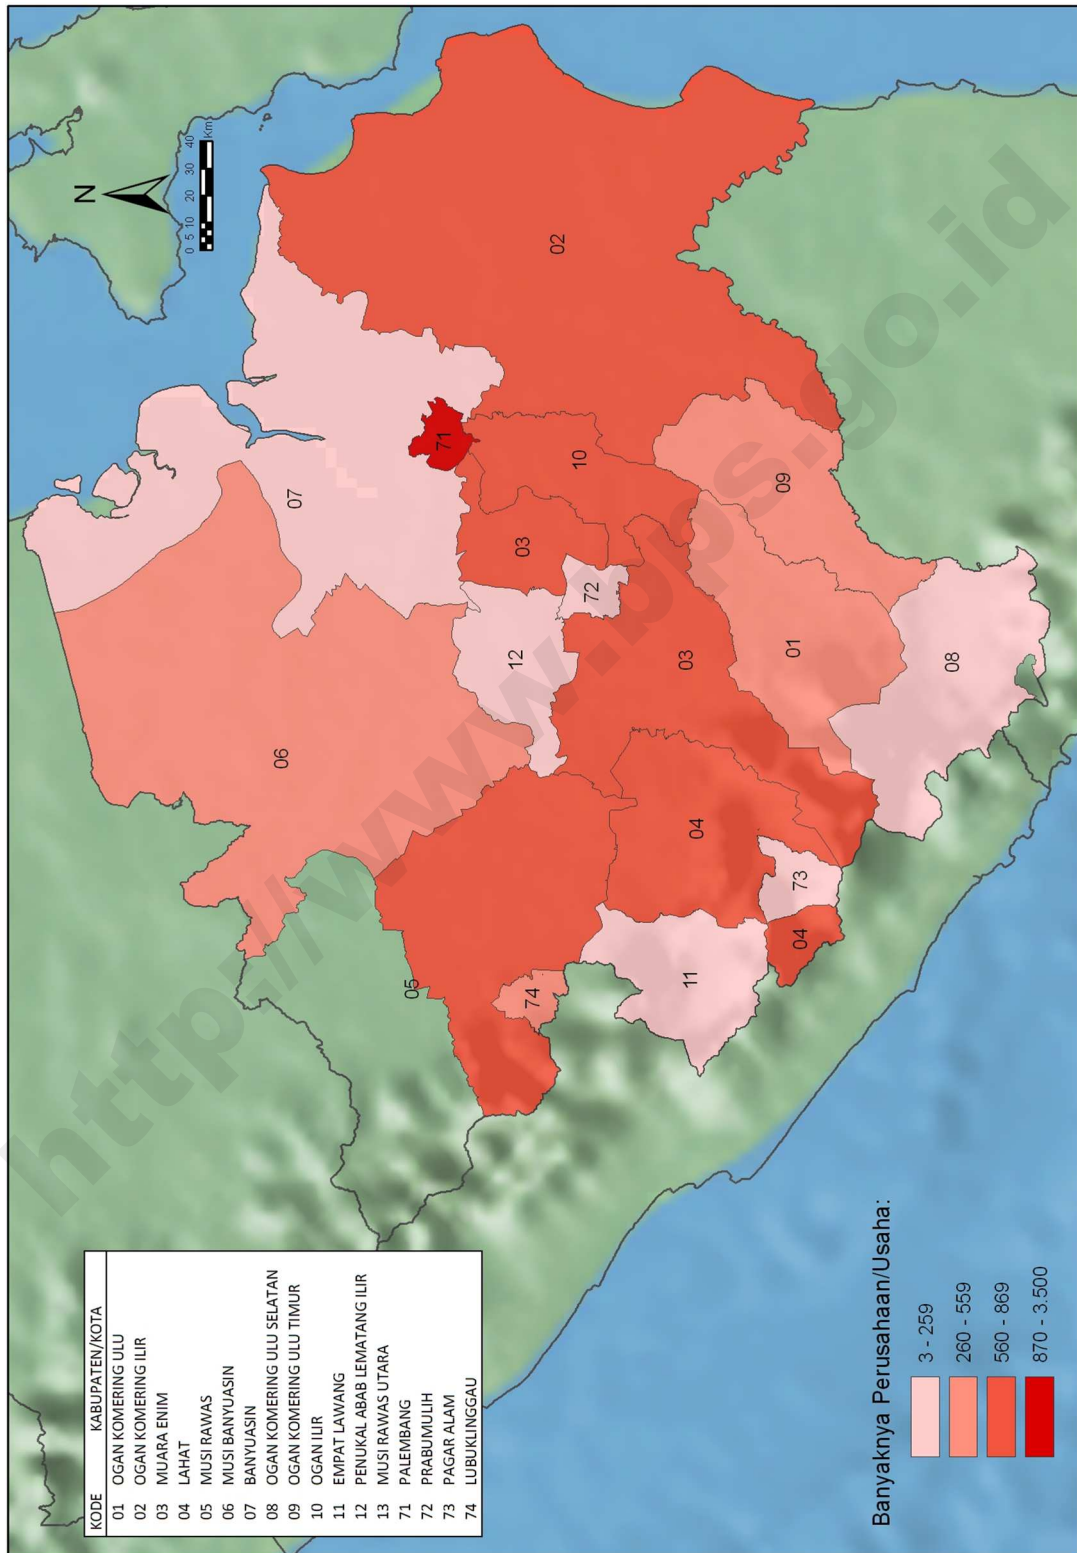 http://www.bps.go.id
N
0 5 10 20 30 40
Km
KODE KABUPATEN/KOTA
01 OGAN KOMERING ULU
02 OGAN KOMERING ILIR
03 MUARA ENIM
04 LAHAT
05 MUSI RAWAS
06 MUSI BANYUASIN
07 BANYUASIN
08 OGAN KOMERING ULU SELATAN
09 OGAN KOMERING ULU TIMUR
10 OGAN ILIR
11 EMPAT LAWANG
12 PENUKAL ABAB LEMATANG ILIR
13 MUSI RAWAS UTARA
71 PALEMBANG
72 PRABUMULIH
73 PAGAR ALAM
74 LUBUKLINGGAU
06
07
05
71
74
12
03
02
72
10
11
04
03
04
73
01
09
08
Banyaknya Perusahaan/Usaha:
3 - 259
260 - 559
560 - 869
870 - 3.500